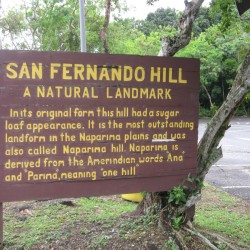 SAN FERNANDO HILL
A NATURAL LANDMARK
In its original form this hill had a sugar
loaf appearance. It is the most outstanding
landform in the Naparima plains and was
also called Naparima hill. Naparima is
derived from the Amerindian words "Ana"
and "Parima," meaning "one hill"